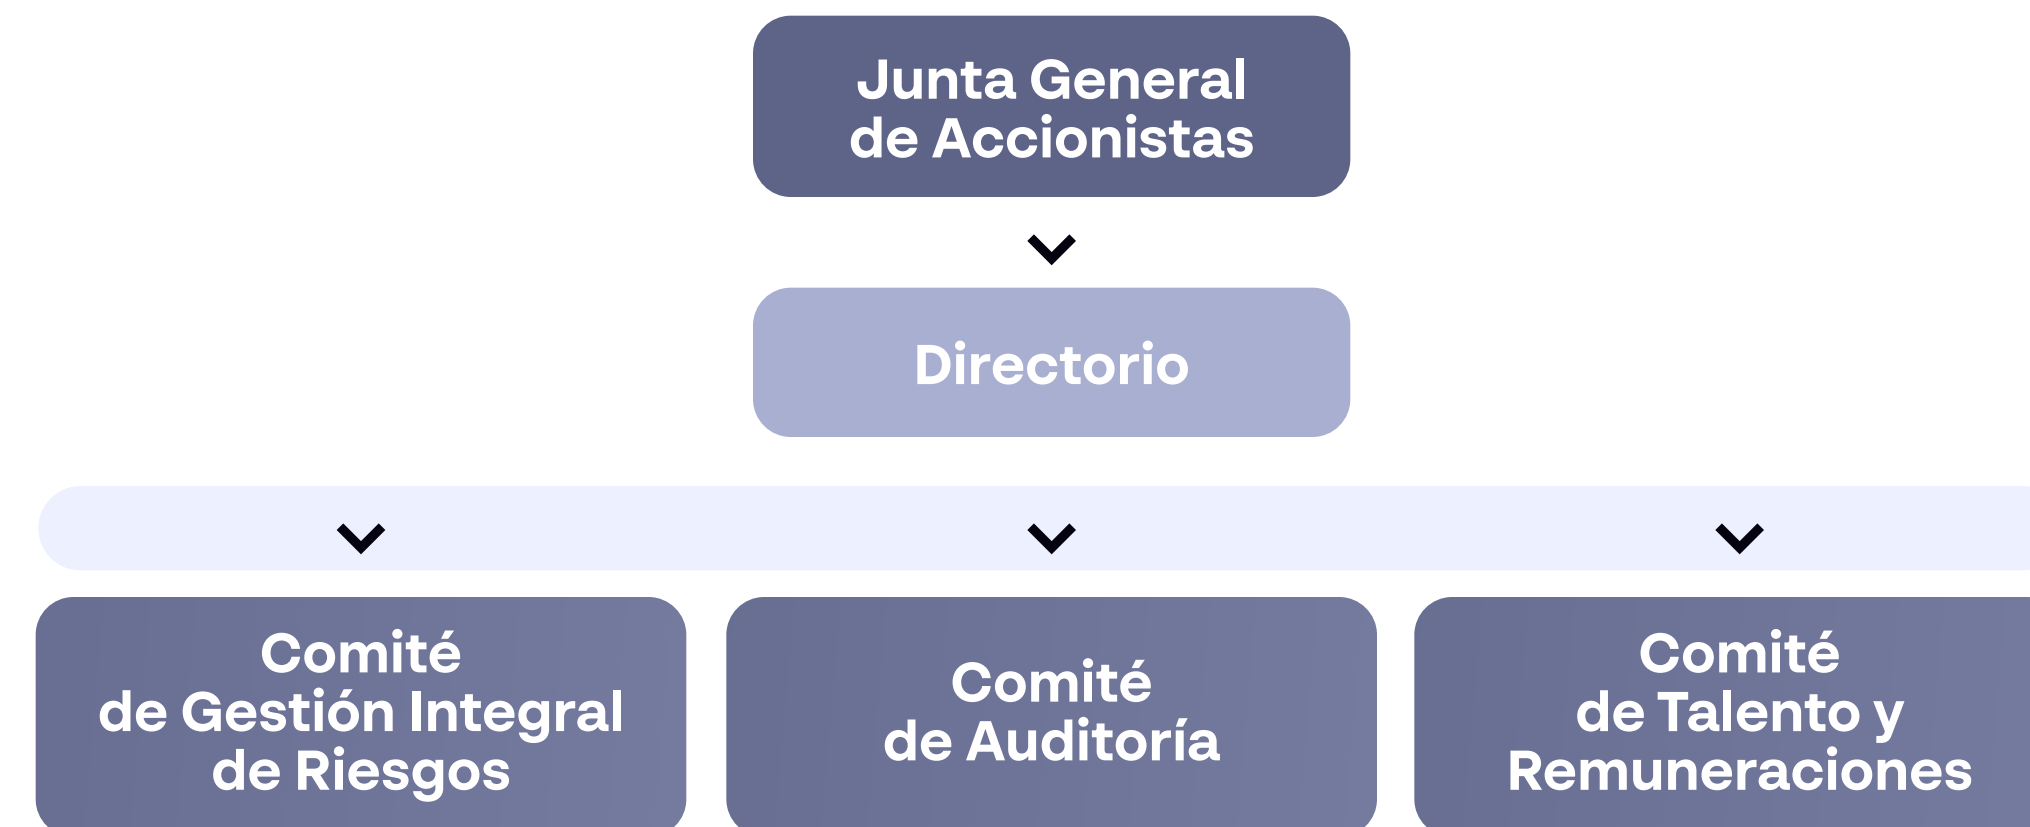 Junta General
de Accionistas
Directorio
Comité
de Gestión Integral
de Riesgos
Comité
de Auditoría
Comité
de Talento y
Remuneraciones